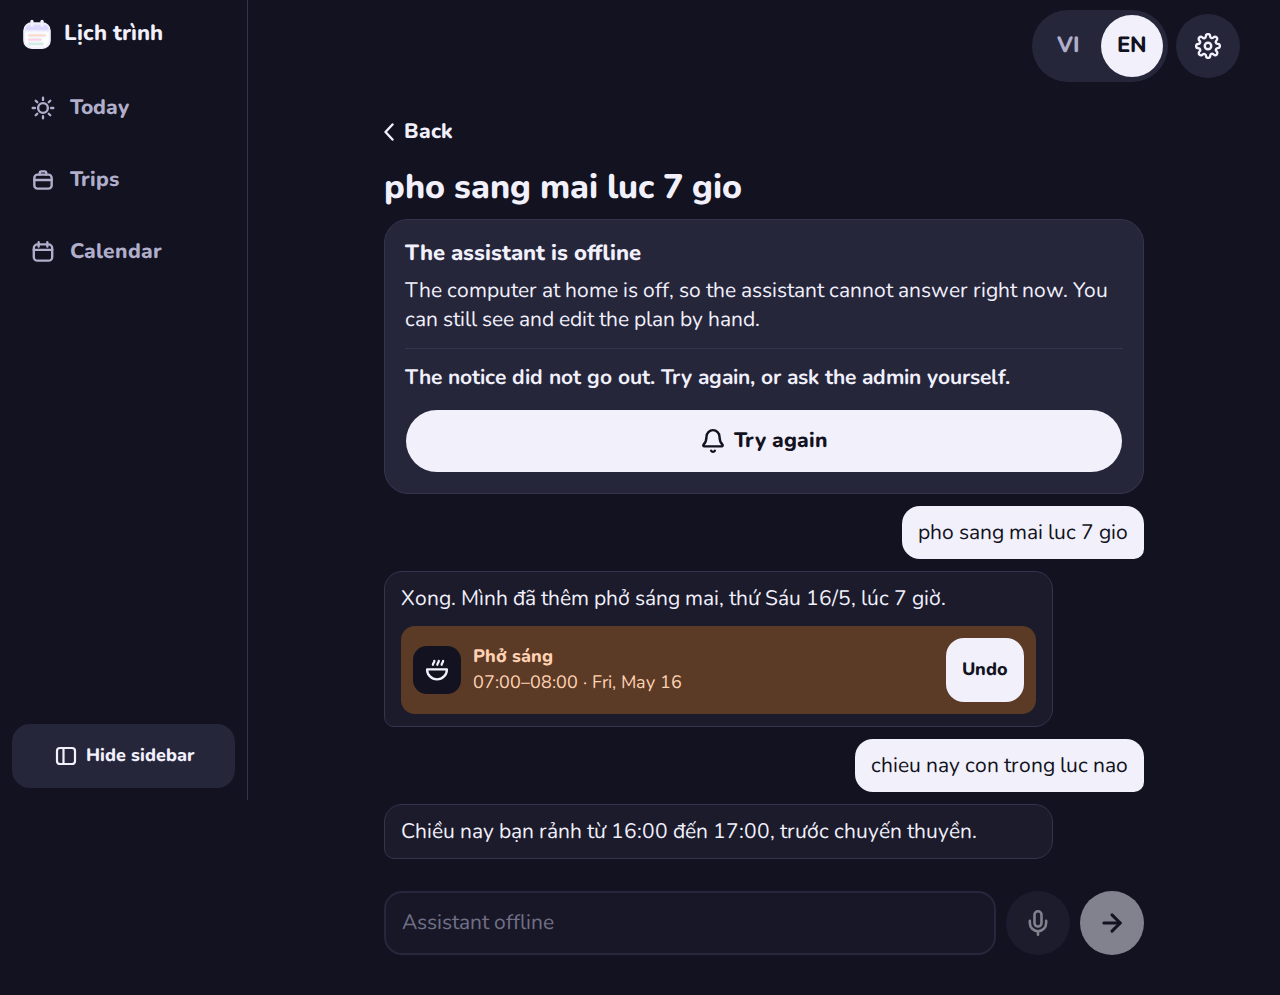 Lịch trình
VI
EN
Today
Trips
Calendar
Hide sidebar
Back
pho sang mai luc 7 gio
The assistant is offline
The computer at home is off, so the assistant cannot answer right now. You
can still see and edit the plan by hand.
The notice did not go out. Try again, or ask the admin yourself.
Try again
pho sang mai luc 7 gio
Xong. Mình đã thêm phở sáng mai, thứ Sáu 16/5, lúc 7 giờ.
Phở sáng
07:00–08:00 · Fri, May 16
Undo
chieu nay con trong luc nao
Chiều nay bạn rảnh từ 16:00 đến 17:00, trước chuyến thuyền.
Assistant offline